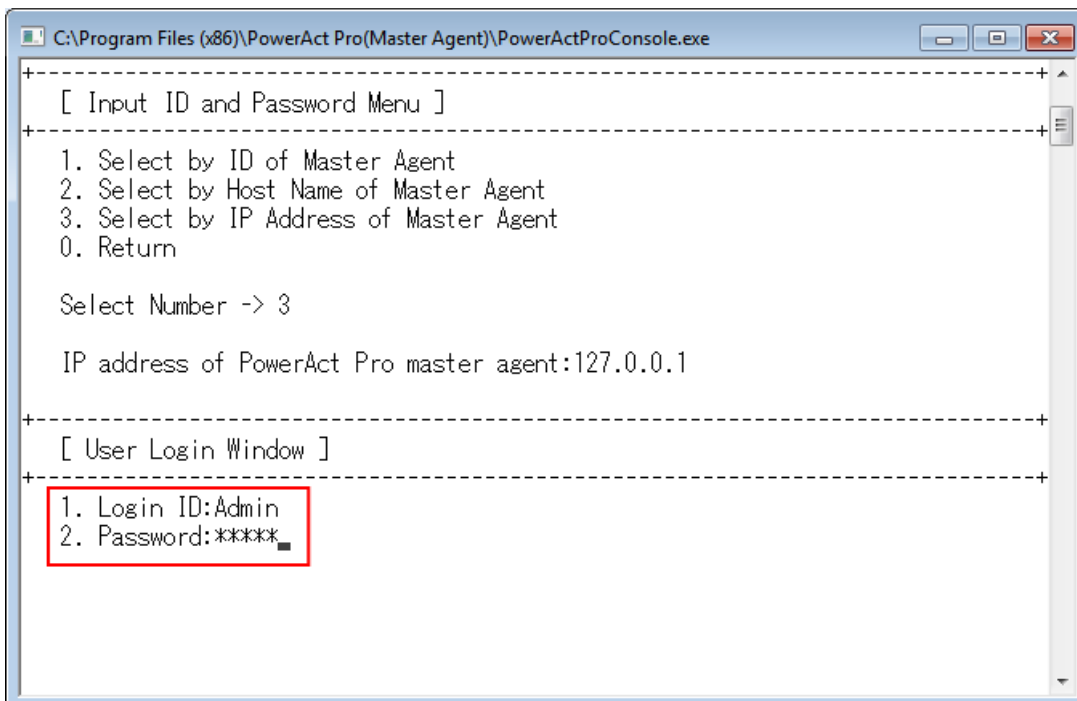 C:\Program Files (x86)\PowerAct Pro(Master Agent)\PowerActProConsole.exe
+------------------------------------------------------------------------------+
[ Input ID and Password Menu ]
+------------------------------------------------------------------------------+
1. Select by ID of Master Agent
2. Select by Host Name of Master Agent
3. Select by IP Address of Master Agent
0. Return
Select Number -> 3
IP address of PowerAct Pro master agent:127.0.0.1
+------------------------------------------------------------------------------+
[ User Login Window ]
+------------------------------------------------------------------------------+
1. Login ID:Admin
2. Password:*****